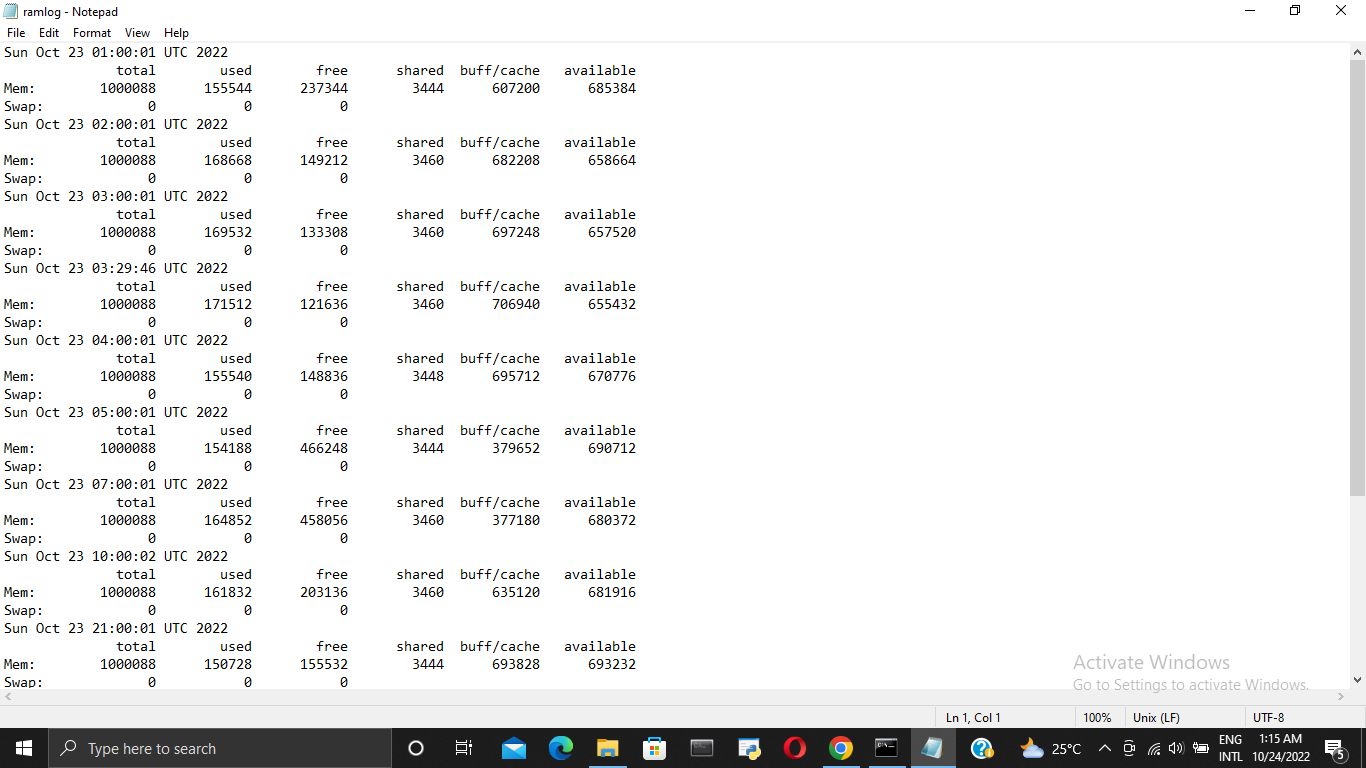 ramlog - Notepad
File Edit Format View Help
Sun Oct 23 01:00:01 UTC 2022
total used free shared buff/cache available
Mem: 1000088 155544 237344 3444 607200 685384
Swap: 0 0 0
Sun Oct 23 02:00:01 UTC 2022
total used free shared buff/cache available
Mem: 1000088 168668 149212 3460 682208 658664
Swap: 0 0 0
Sun Oct 23 03:00:01 UTC 2022
total used free shared buff/cache available
Mem: 1000088 169532 133308 3460 697248 657520
Swap: 0 0 0
Sun Oct 23 03:29:46 UTC 2022
total used free shared buff/cache available
Mem: 1000088 171512 121636 3460 706940 655432
Swap: 0 0 0
Sun Oct 23 04:00:01 UTC 2022
total used free shared buff/cache available
Mem: 1000088 155540 148836 3448 695712 670776
Swap: 0 0 0
Sun Oct 23 05:00:01 UTC 2022
total used free shared buff/cache available
Mem: 1000088 154188 466248 3444 379652 690712
Swap: 0 0 0
Sun Oct 23 07:00:01 UTC 2022
total used free shared buff/cache available
Mem: 1000088 164852 458056 3460 377180 680372
Swap: 0 0 0
Sun Oct 23 10:00:02 UTC 2022
total used free shared buff/cache available
Mem: 1000088 161832 203136 3460 635120 681916
Swap: 0 0 0
Sun Oct 23 21:00:01 UTC 2022
total used free shared buff/cache available
Mem: 1000088 150728 155532 3444 693828 693232
Swap: 0 0 0
Activate Windows
Go to Settings to activate Windows.
Ln 1, Col 1 100% Unix (LF) UTF-8
Type here to search
25°C
ENG
INTL
1:15 AM
10/24/2022
5